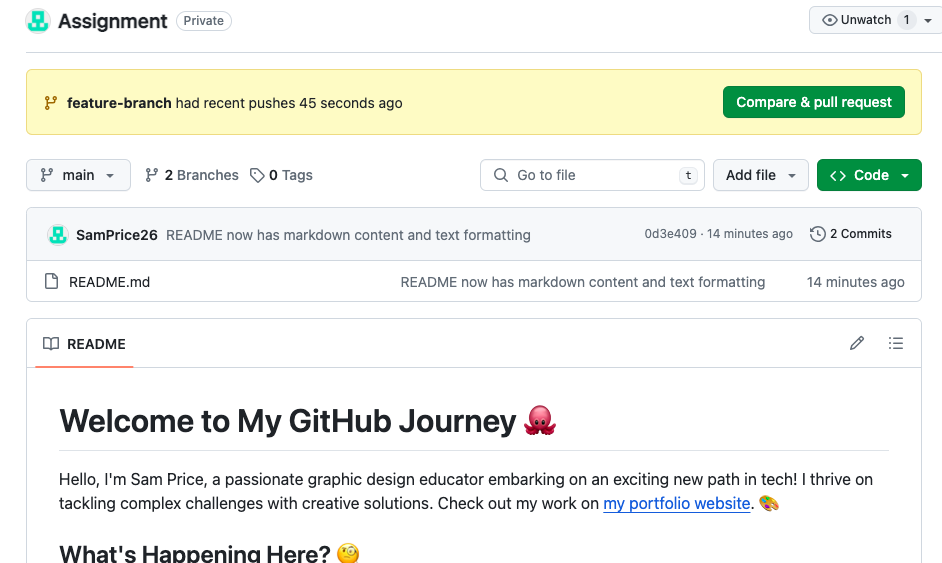 Assignment Private Unwatch 1
feature-branch had recent pushes 45 seconds ago Compare & pull request
main 2 Branches 0 Tags Go to file t Add file Code
SamPrice26 README now has markdown content and text formatting 0d3e409 · 14 minutes ago 2 Commits
README.md README now has markdown content and text formatting 14 minutes ago
README
Welcome to My GitHub Journey 🐙
Hello, I'm Sam Price, a passionate graphic design educator embarking on an exciting new path in tech! I thrive on
tackling complex challenges with creative solutions. Check out my work on my portfolio website. 🎨
What's Happening Here? 🧐